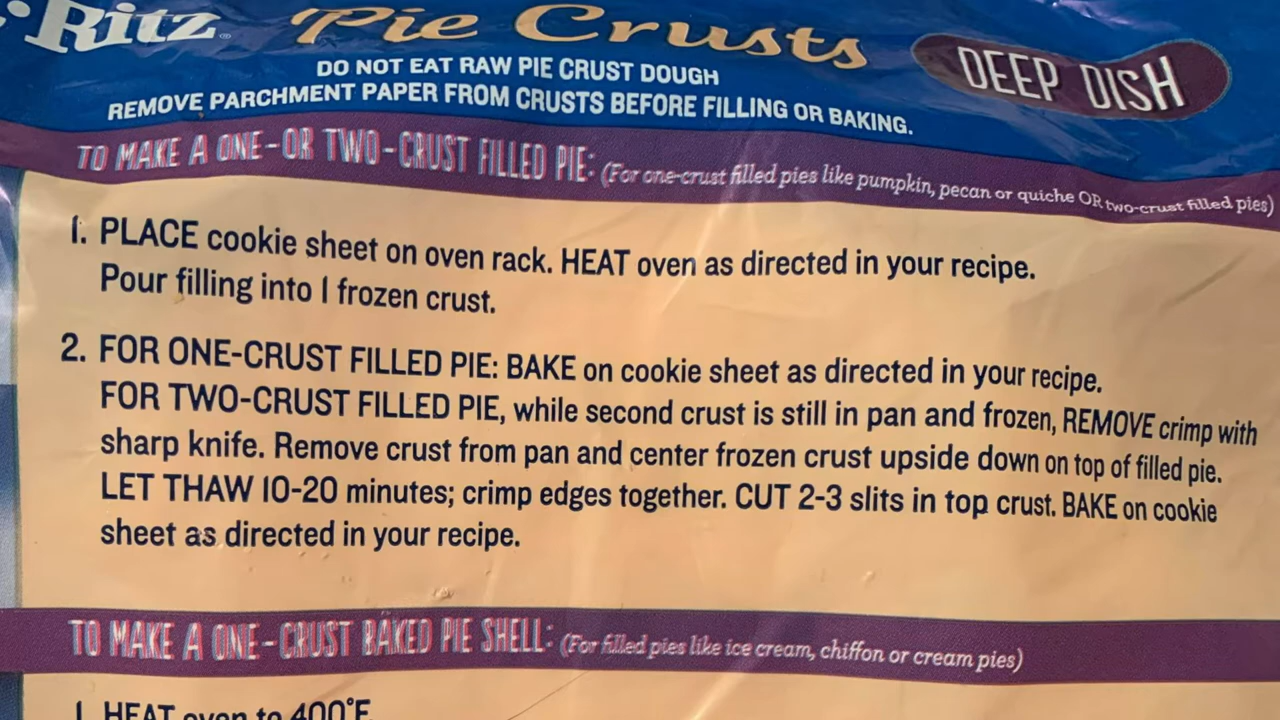 Ritz Pie Crusts DEEP DISH
DO NOT EAT RAW PIE CRUST DOUGH
REMOVE PARCHMENT PAPER FROM CRUSTS BEFORE FILLING OR BAKING.
TO MAKE A ONE-OR TWO-CRUST FILLED PIE: (For one-crust filled pies like pumpkin, pecan or quiche OR two-crust filled pies)
1. PLACE cookie sheet on oven rack. HEAT oven as directed in your recipe.
Pour filling into 1 frozen crust.
2. FOR ONE-CRUST FILLED PIE: BAKE on cookie sheet as directed in your recipe.
FOR TWO-CRUST FILLED PIE, while second crust is still in pan and frozen, REMOVE crimp with
sharp knife. Remove crust from pan and center frozen crust upside down on top of filled pie.
LET THAW 10-20 minutes; crimp edges together. CUT 2-3 slits in top crust. BAKE on cookie
sheet as directed in your recipe.
TO MAKE A ONE-CRUST BAKED PIE SHELL: (For filled pies like ice cream, chiffon or cream pies)
1. HEAT oven to 400°F.